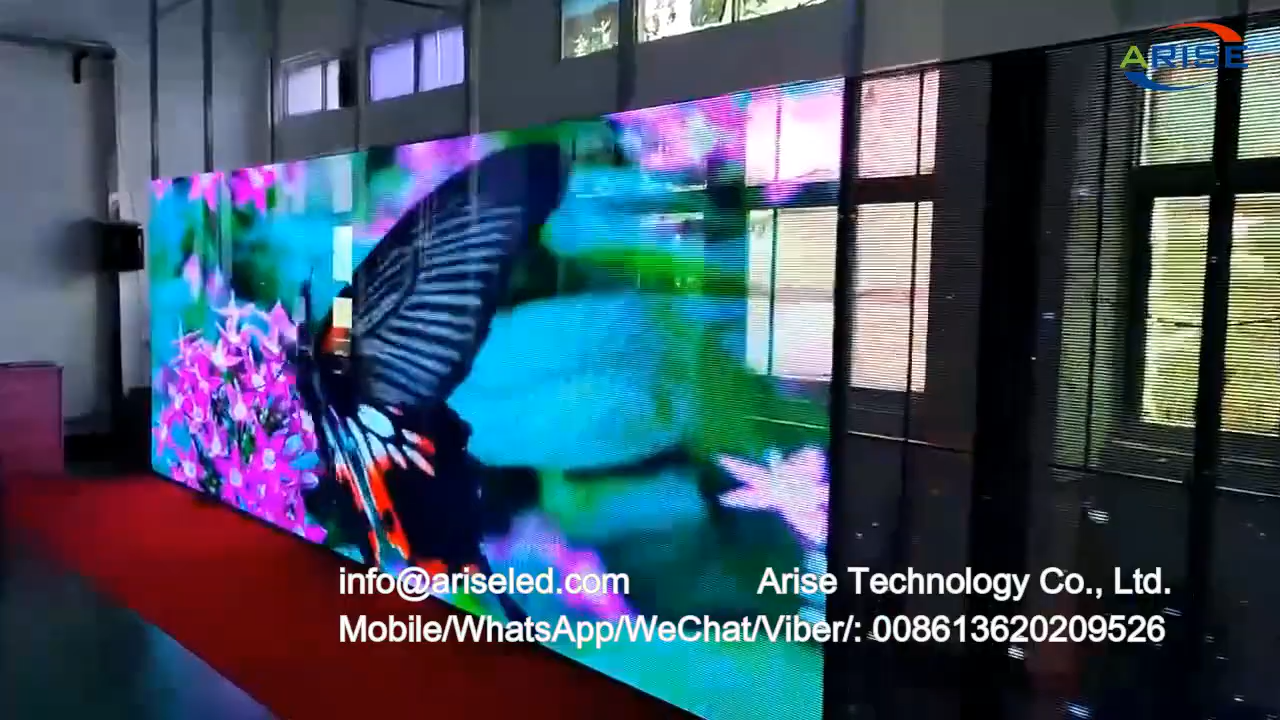 ARISE
info@ariseled.com Arise Technology Co., Ltd.
Mobile/WhatsApp/WeChat/Viber/: 008613620209526